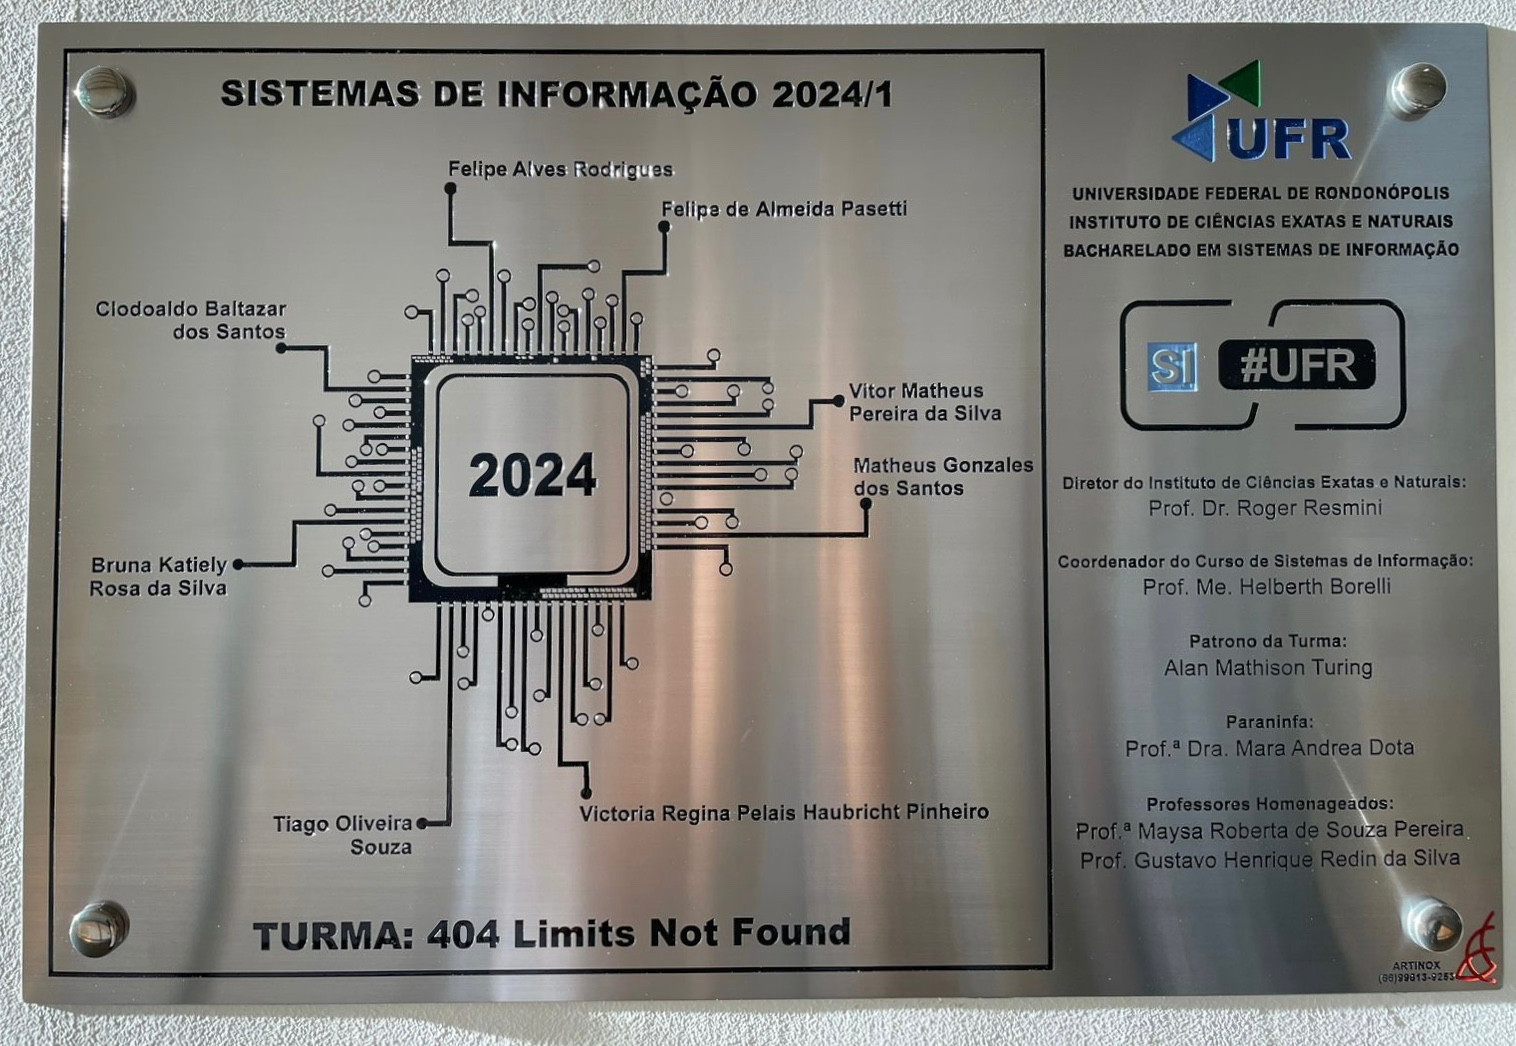 SISTEMAS DE INFORMAÇÃO 2024/1
Felipe Alves Rodrigues
Felipe de Almeida Pasetti
Clodoaldo Baltazar
dos Santos
Vitor Matheus
Pereira da Silva
Matheus Gonzales
dos Santos
2024
Bruna Katiely
Rosa da Silva
Tiago Oliveira
Souza
Victoria Regina Pelais Haubricht Pinheiro
TURMA: 404 Limits Not Found
UFR
UNIVERSIDADE FEDERAL DE RONDONÓPOLIS
INSTITUTO DE CIÊNCIAS EXATAS E NATURAIS
BACHARELADO EM SISTEMAS DE INFORMAÇÃO
SI #UFR
Diretor do Instituto de Ciências Exatas e Naturais:
Prof. Dr. Roger Resmini
Coordenador do Curso de Sistemas de Informação:
Prof. Me. Helberth Borelli
Patrono da Turma:
Alan Mathison Turing
Paraninfa:
Prof.ª Dra. Mara Andrea Dota
Professores Homenageados:
Prof.ª Maysa Roberta de Souza Pereira
Prof. Gustavo Henrique Redin da Silva
ARTINOX